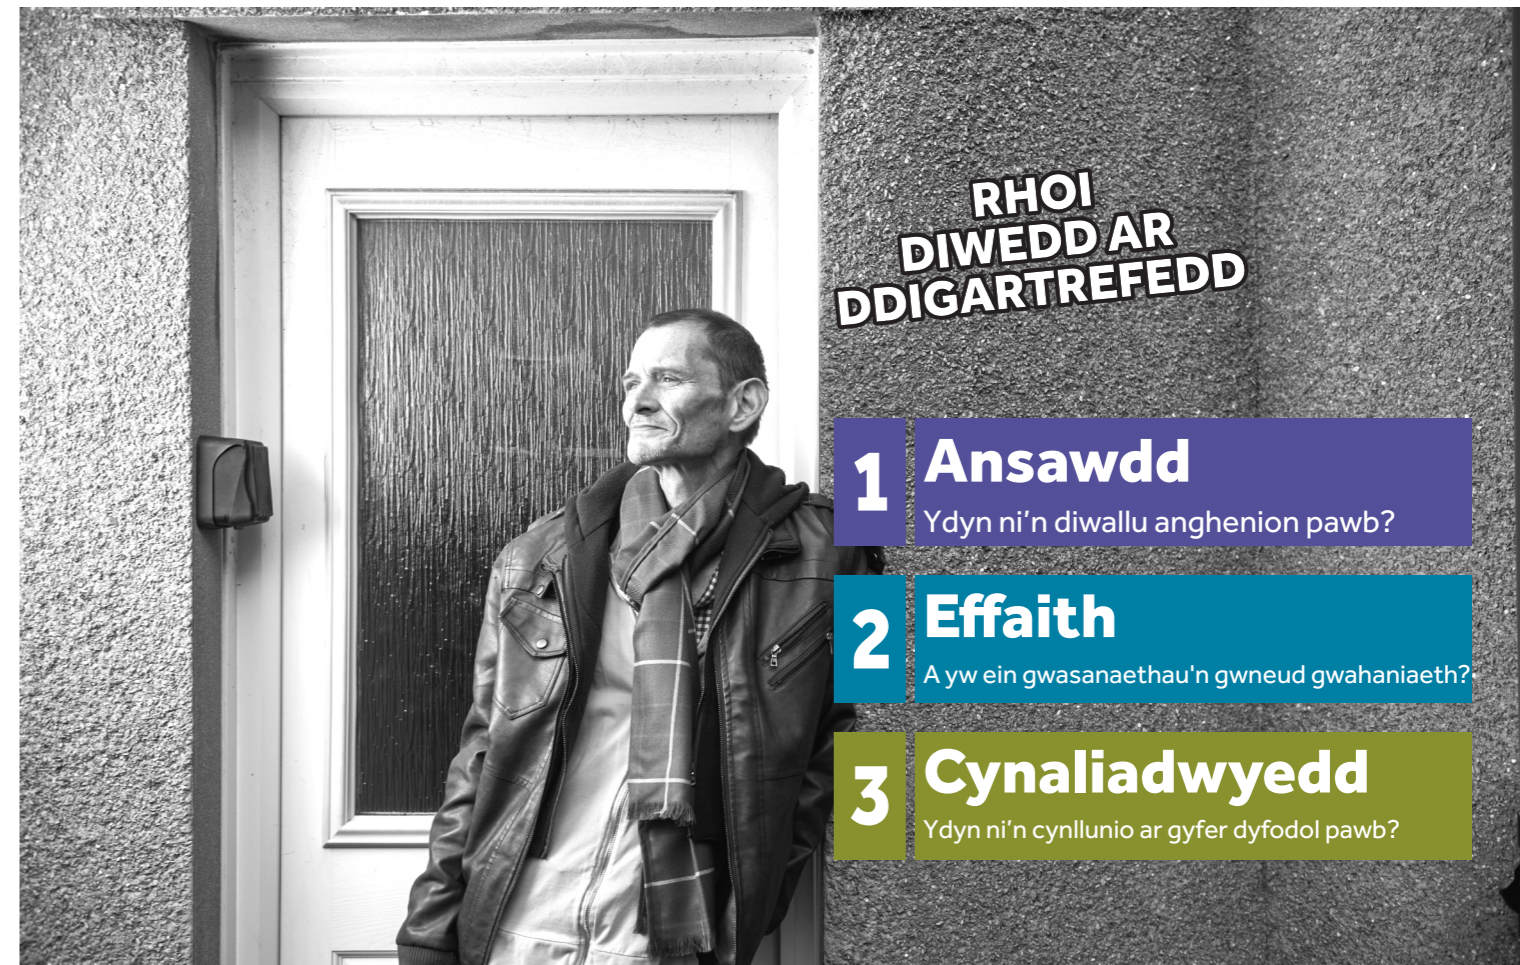 RHOI
DIWEDD AR
DDIGARTREFEDD
1
Ansawdd
Ydyn ni'n diwallu anghenion pawb?
2
Effaith
A yw ein gwasanaethau'n gwneud gwahaniaeth?
3
Cynaliadwyedd
Ydyn ni'n cynllunio ar gyfer dyfodol pawb?